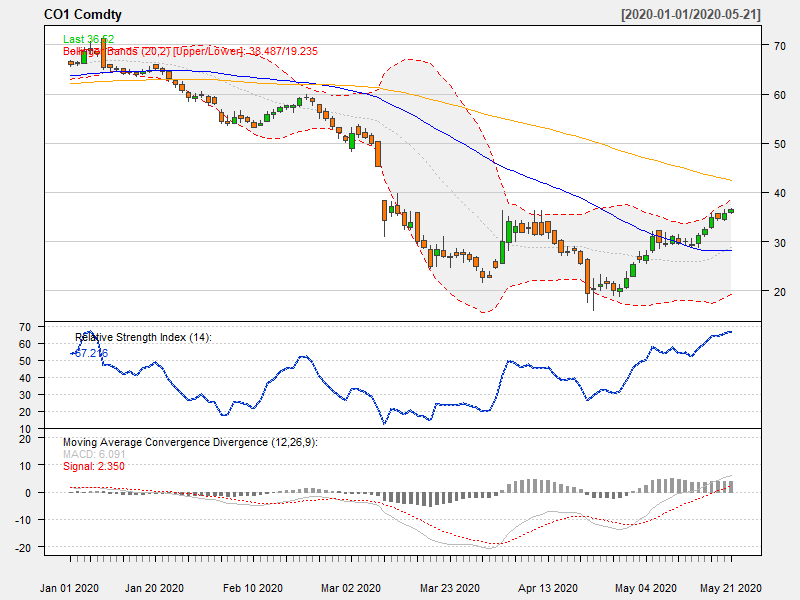 CO1 Comdty [2020-01-01/2020-05-21]
Last 36.52
Bollinger Bands (20,2) [Upper/Lower]: 38.487/19.235
70
60
50
40
30
20
Relative Strength Index (14):
67.216
70
60
50
40
30
20
10
Moving Average Convergence Divergence (12,26,9):
MACD: 6.091
Signal: 2.350
20
10
0
-10
-20
Jan 01 2020 Jan 20 2020 Feb 10 2020 Mar 02 2020 Mar 23 2020 Apr 13 2020 May 04 2020 May 21 2020